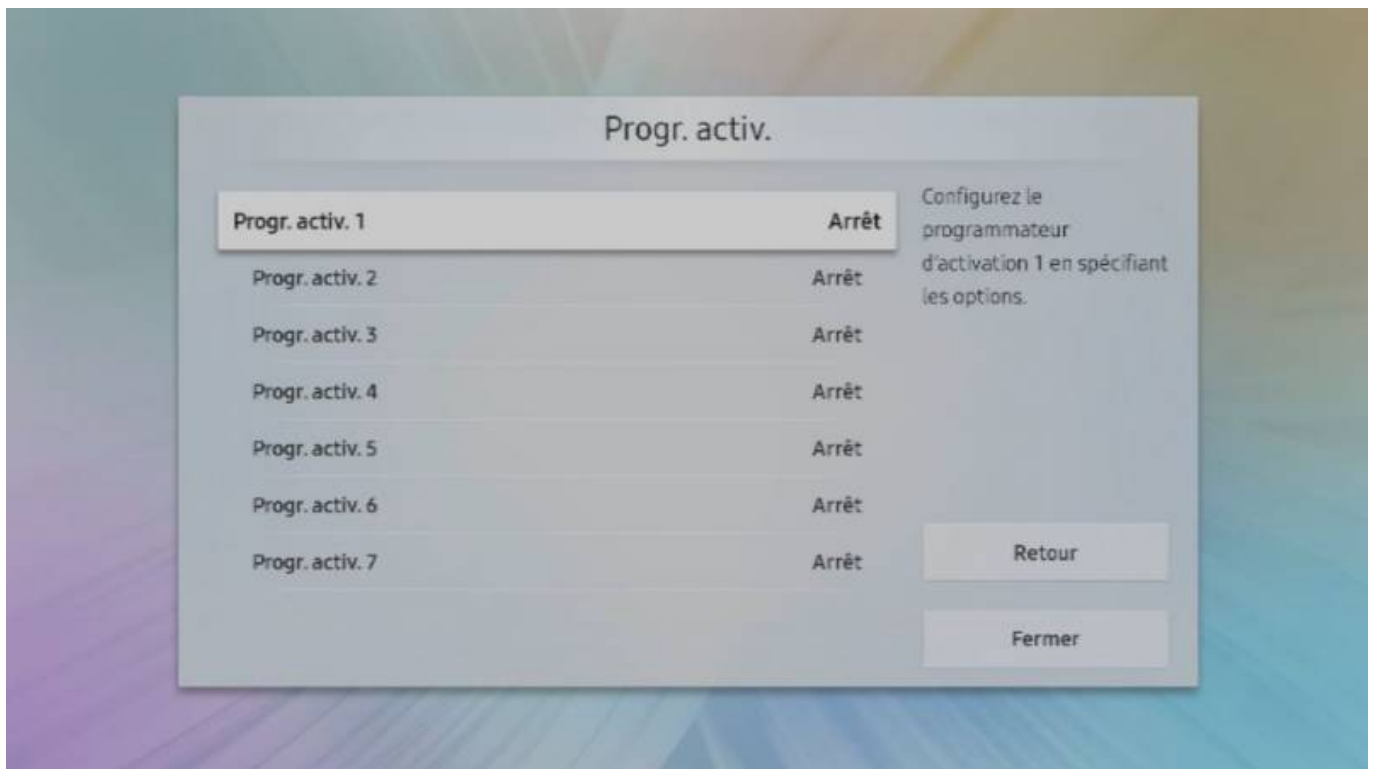 Progr. activ.
Progr. activ. 1 Arrêt
Progr. activ. 2 Arrêt
Progr. activ. 3 Arrêt
Progr. activ. 4 Arrêt
Progr. activ. 5 Arrêt
Progr. activ. 6 Arrêt
Progr. activ. 7 Arrêt
Configurez le
programmateur
d'activation 1 en spécifiant
les options.
Retour
Fermer